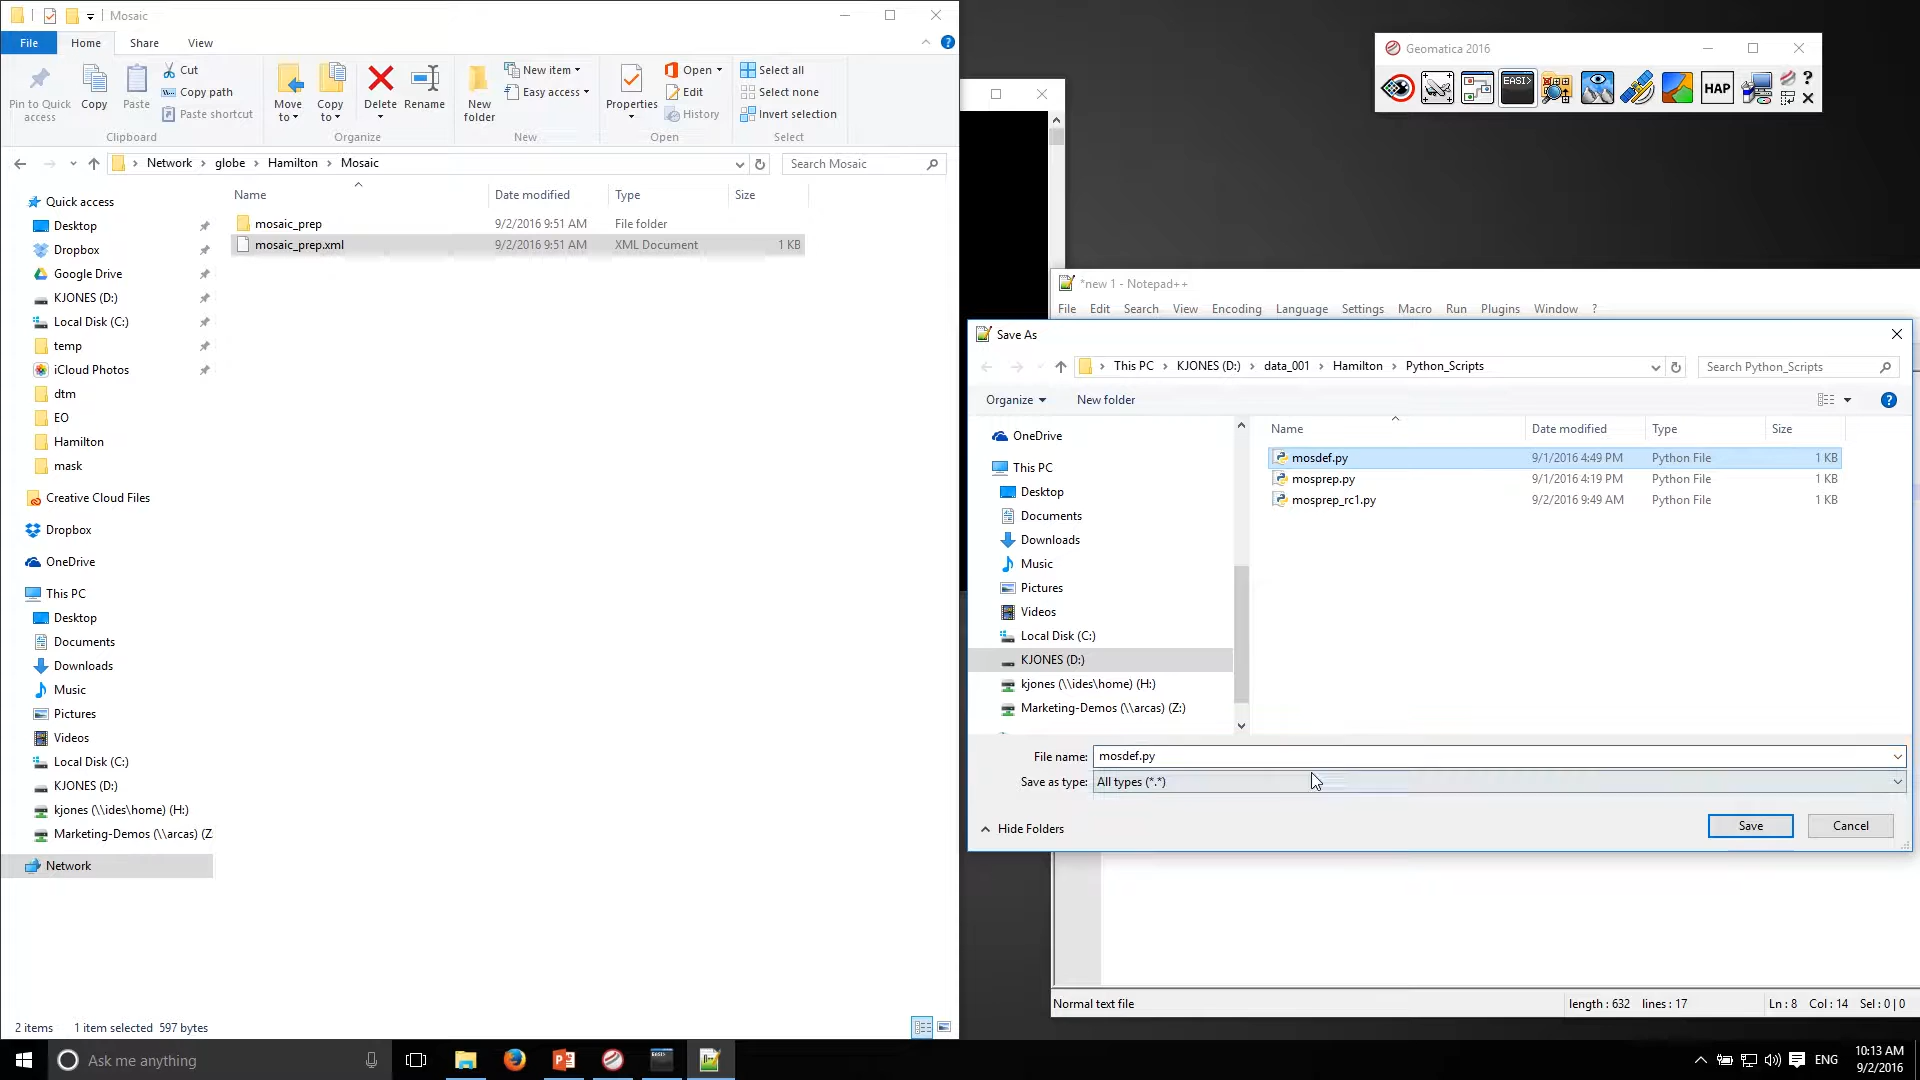 Mosaic
File Home Share View
Pin to Quick access
Copy
Paste
Cut
Copy path
Paste shortcut
Clipboard
Move to
Copy to
Delete
Rename
Organize
New folder
New item
Easy access
New
Properties
Open
Edit
History
Open
Select all
Select none
Invert selection
Select
Network > globe > Hamilton > Mosaic
Search Mosaic
Name Date modified Type Size
mosaic_prep 9/2/2016 9:51 AM File folder
mosaic_prep.xml 9/2/2016 9:51 AM XML Document 1 KB
Quick access
Desktop
Dropbox
Google Drive
KJONES (D:)
Local Disk (C:)
temp
iCloud Photos
dtm
EO
Hamilton
mask
Creative Cloud Files
Dropbox
OneDrive
This PC
Desktop
Documents
Downloads
Music
Pictures
Videos
Local Disk (C:)
KJONES (D:)
kjones (\\ides\home) (H:)
Marketing-Demos (\\arcas) (Z
Network
2 items 1 item selected 597 bytes
Geomatica 2016
EASI>
HAP
?
*new 1 - Notepad++
File Edit Search View Encoding Language Settings Macro Run Plugins Window ?
Save As
This PC > KJONES (D:) > data_001 > Hamilton > Python_Scripts
Search Python_Scripts
Organize New folder
OneDrive
This PC
Desktop
Documents
Downloads
Music
Pictures
Videos
Local Disk (C:)
KJONES (D:)
kjones (\\ides\home) (H:)
Marketing-Demos (\\arcas) (Z:)
Name Date modified Type Size
mosdef.py 9/1/2016 4:49 PM Python File 1 KB
mosprep.py 9/1/2016 4:19 PM Python File 1 KB
mosprep_rc1.py 9/2/2016 9:49 AM Python File 1 KB
File name: mosdef.py
Save as type: All types (*.*)
Hide Folders
Save Cancel
Normal text file length : 632 lines : 17 Ln : 8 Col : 14 Sel : 0 | 0
Ask me anything
EASI>
ENG
10:13 AM
9/2/2016